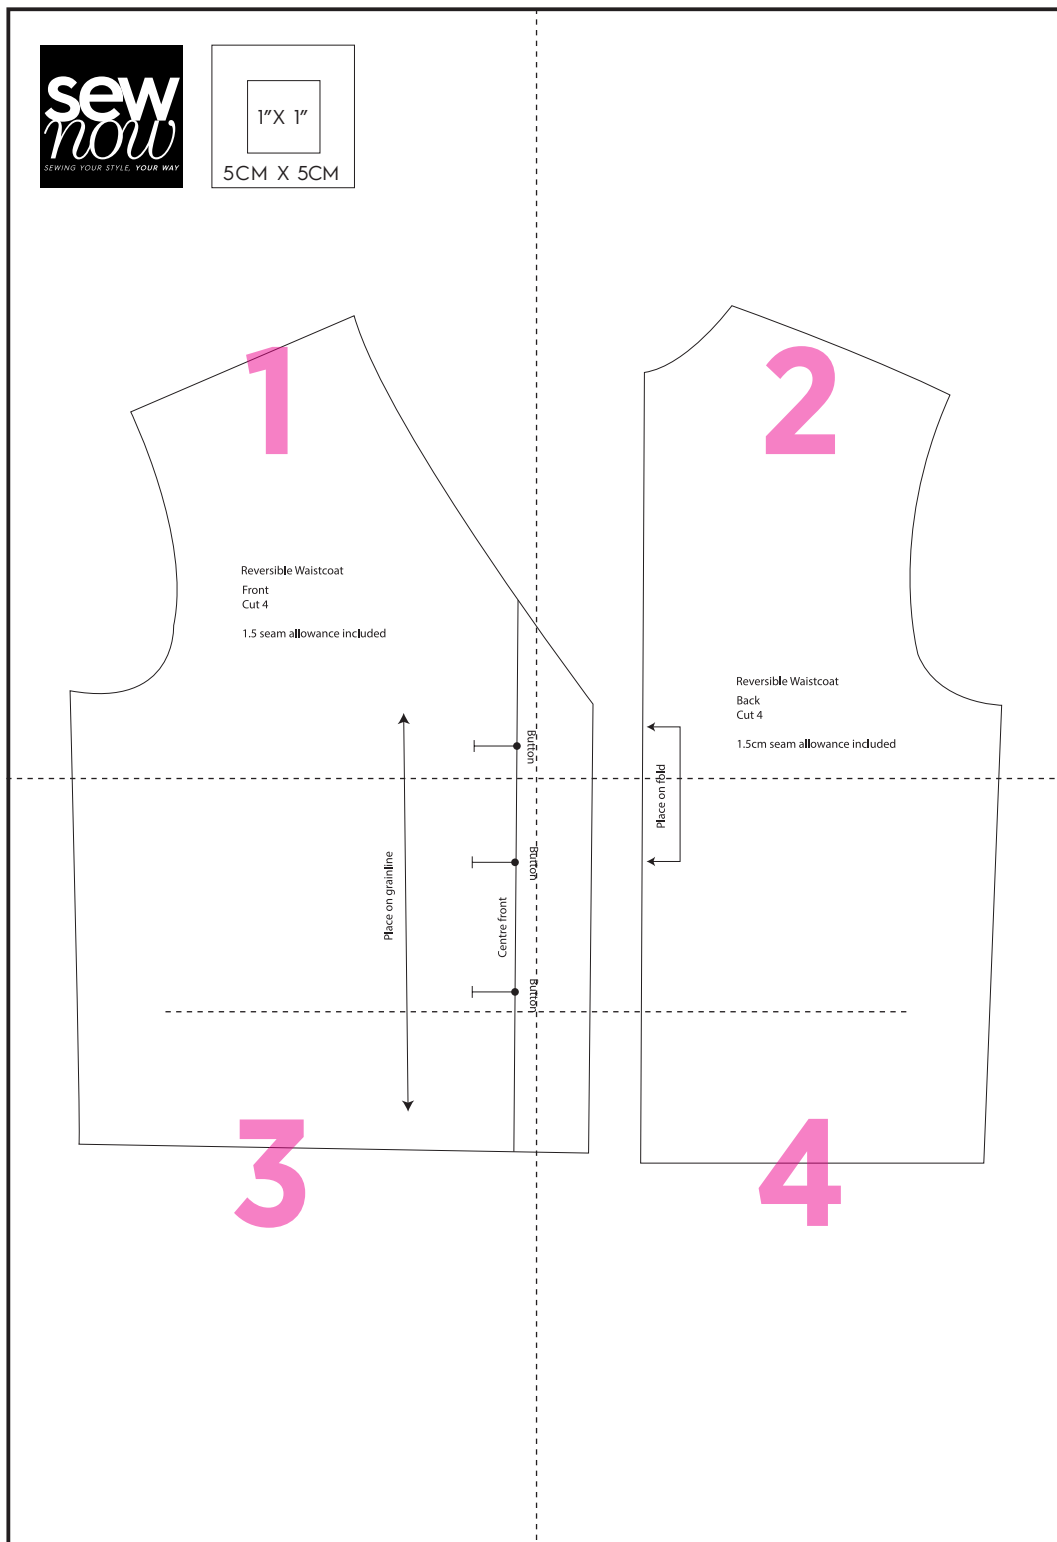 sew
now
SEWING YOUR STYLE, YOUR WAY
1”X 1”
5CM X 5CM
1
2
Reversible Waistcoat
Front
Cut 4
1.5 seam allowance included
Reversible Waistcoat
Back
Cut 4
1.5cm seam allowance included
Button
Place on fold
Button
Place on grainline
Centre front
Button
3
4